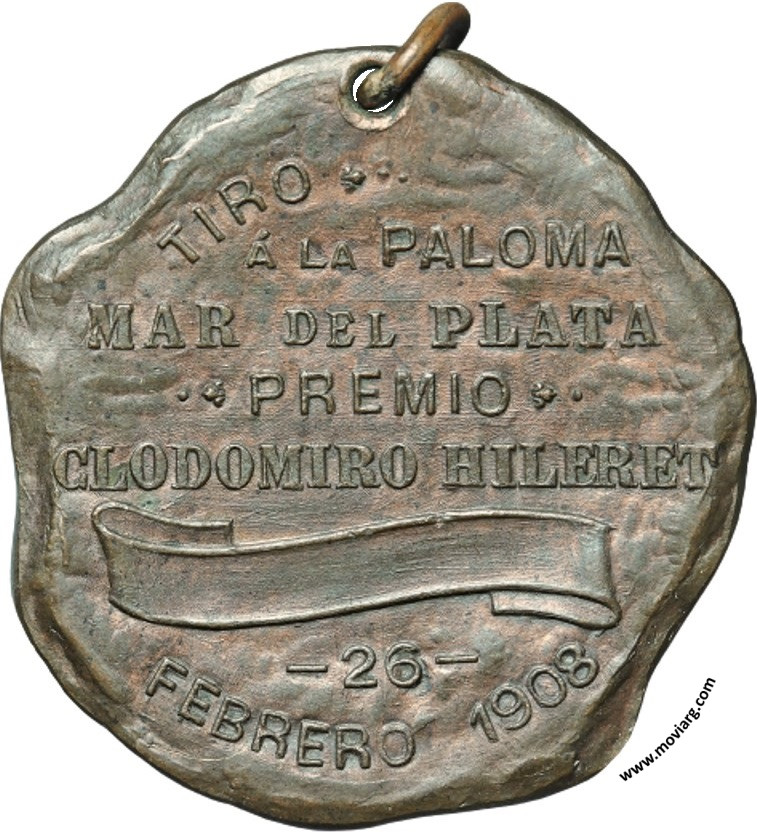 TIRO
Á LA PALOMA
MAR DEL PLATA
PREMIO
CLODOMIRO HILERET
-26-
FEBRERO 1908
www.moviarg.com